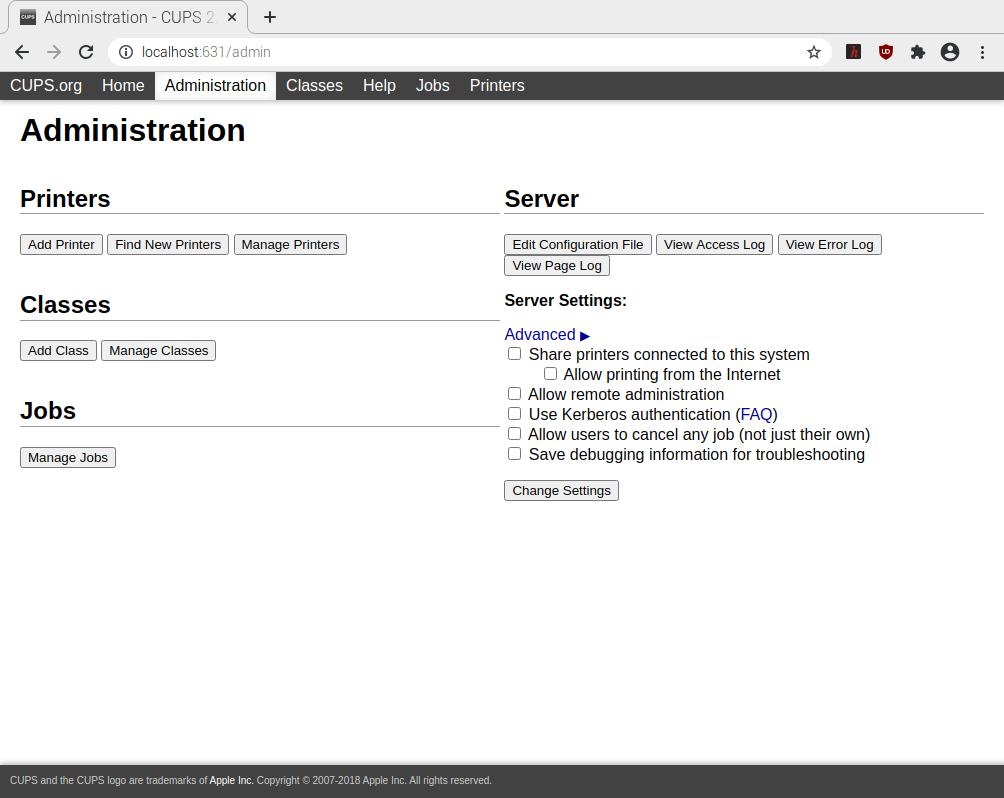 CUPS Administration - CUPS 2
localhost:631/admin
CUPS.org Home Administration Classes Help Jobs Printers
Administration
Printers
Add Printer Find New Printers Manage Printers
Classes
Add Class Manage Classes
Jobs
Manage Jobs
Server
Edit Configuration File View Access Log View Error Log
View Page Log
Server Settings:
Advanced ▶
Share printers connected to this system
Allow printing from the Internet
Allow remote administration
Use Kerberos authentication (FAQ)
Allow users to cancel any job (not just their own)
Save debugging information for troubleshooting
Change Settings
CUPS and the CUPS logo are trademarks of Apple Inc. Copyright © 2007-2018 Apple Inc. All rights reserved.